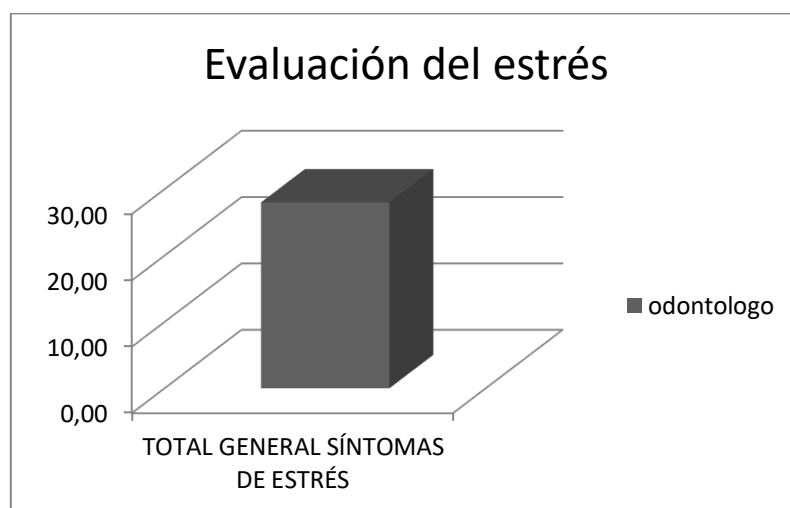 Evaluación del estrés
30,00
20,00
10,00
0,00
odontologo
TOTAL GENERAL SÍNTOMAS
DE ESTRÉS